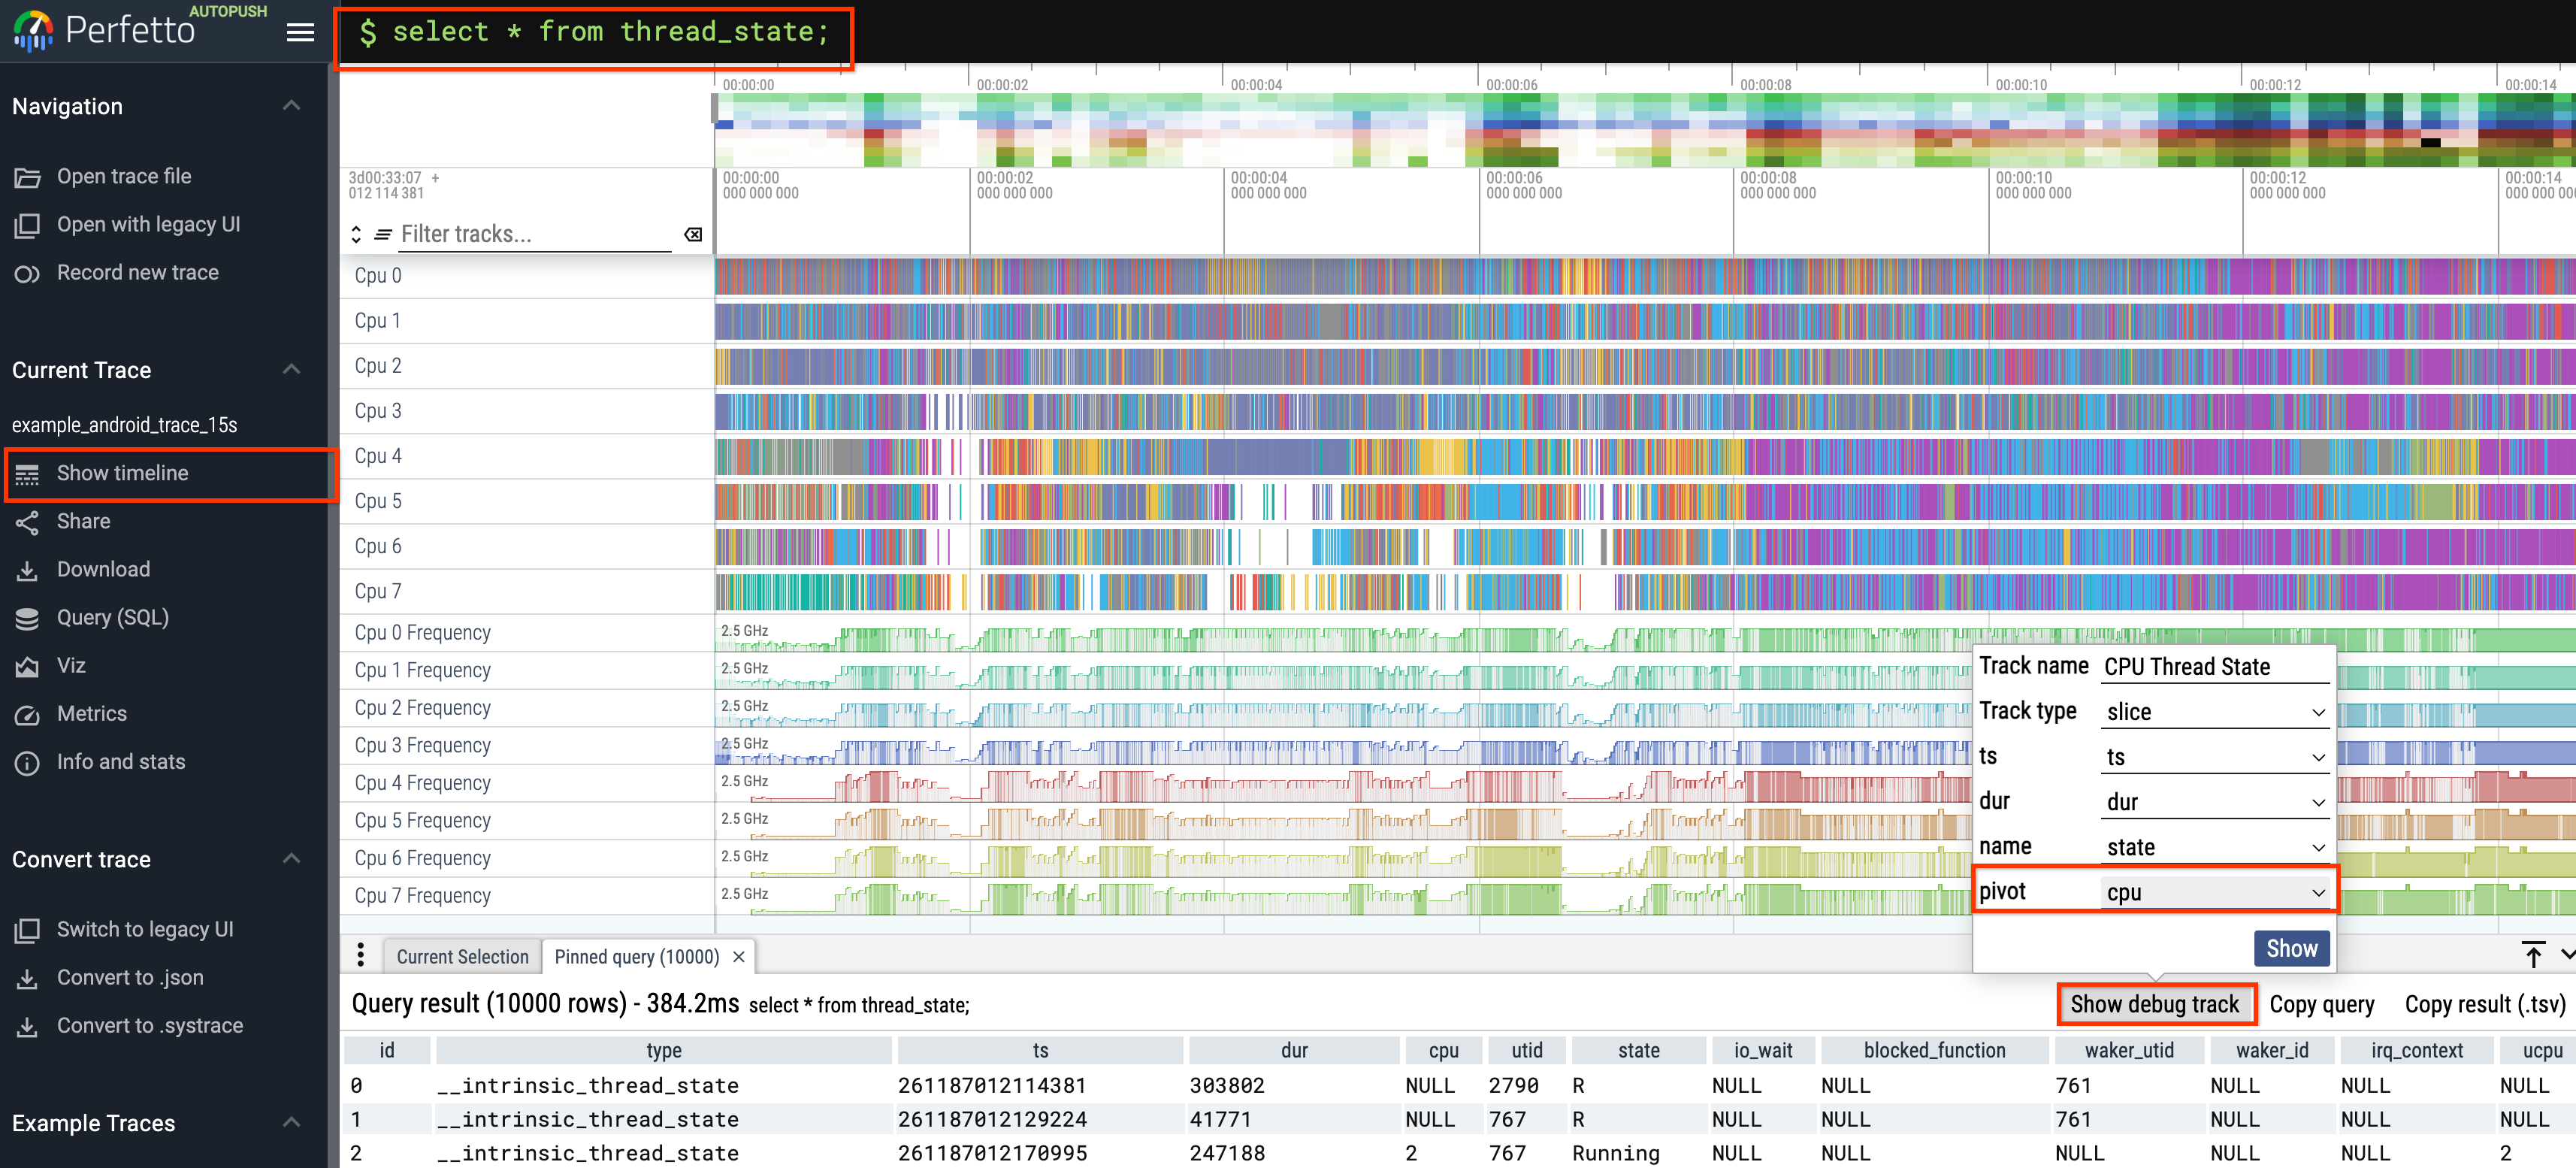 Perfetto
AUTOPUSH
$ select * from thread_state;
Navigation
Open trace file
Open with legacy UI
Record new trace
Current Trace
example_android_trace_15s
Show timeline
Share
Download
Query (SQL)
Viz
Metrics
Info and stats
Convert trace
Switch to legacy UI
Convert to .json
Convert to .systrace
Example Traces
00:00:00 00:00:02 00:00:04 00:00:06 00:00:08 00:00:10 00:00:12 00:00:14
3d00:33:07 + 00:00:00 00:00:02 00:00:04 00:00:06 00:00:08 00:00:10 00:00:12 00:00:14
012 114 381 000 000 000 000 000 000 000 000 000 000 000 000 000 000 000 000 000 000 000 000 000 000 000 00
Filter tracks...
Cpu 0
Cpu 1
Cpu 2
Cpu 3
Cpu 4
Cpu 5
Cpu 6
Cpu 7
Cpu 0 Frequency 2.5 GHz
Cpu 1 Frequency 2.5 GHz
Cpu 2 Frequency 2.5 GHz
Cpu 3 Frequency 2.5 GHz
Cpu 4 Frequency 2.5 GHz
Cpu 5 Frequency 2.5 GHz
Cpu 6 Frequency 2.5 GHz
Cpu 7 Frequency 2.5 GHz
Track name CPU Thread State
Track type slice
ts ts
dur dur
name state
pivot cpu
Show
Current Selection Pinned query (10000)
Query result (10000 rows) - 384.2ms select * from thread_state;
Show debug track Copy query Copy result (.tsv)
id type ts dur cpu utid state io_wait blocked_function waker_utid waker_id irq_context ucpu
0 __intrinsic_thread_state 261187012114381 303802 NULL 2790 R NULL NULL 761 NULL NULL NULL
1 __intrinsic_thread_state 261187012129224 41771 NULL 767 R NULL NULL 761 NULL NULL NULL
2 __intrinsic_thread_state 261187012170995 247188 2 767 Running NULL NULL NULL NULL NULL 2